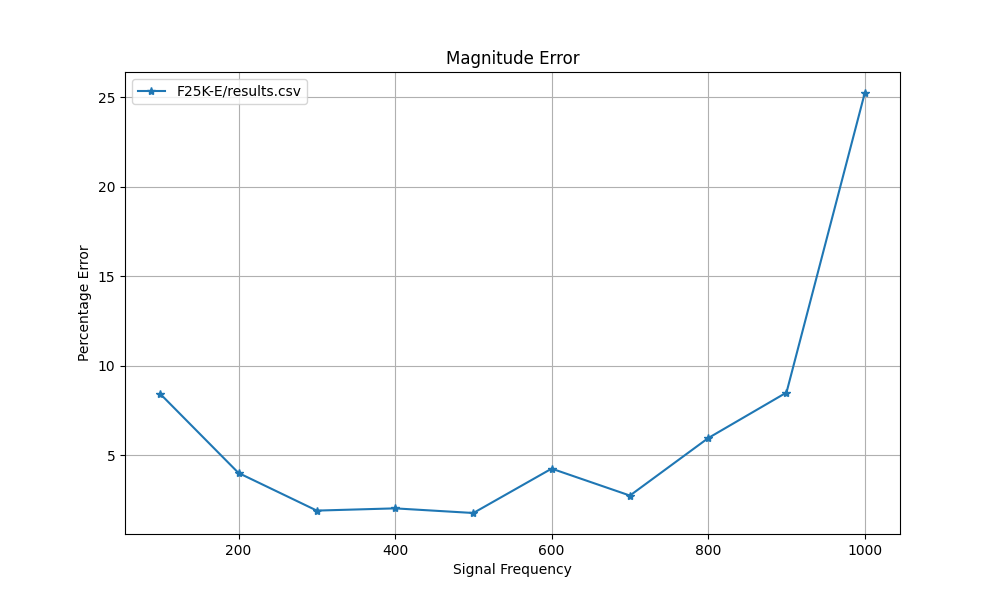 Magnitude Error
F25K-E/results.csv
Percentage Error
25
20
15
10
5
200 400 600 800 1000
Signal Frequency